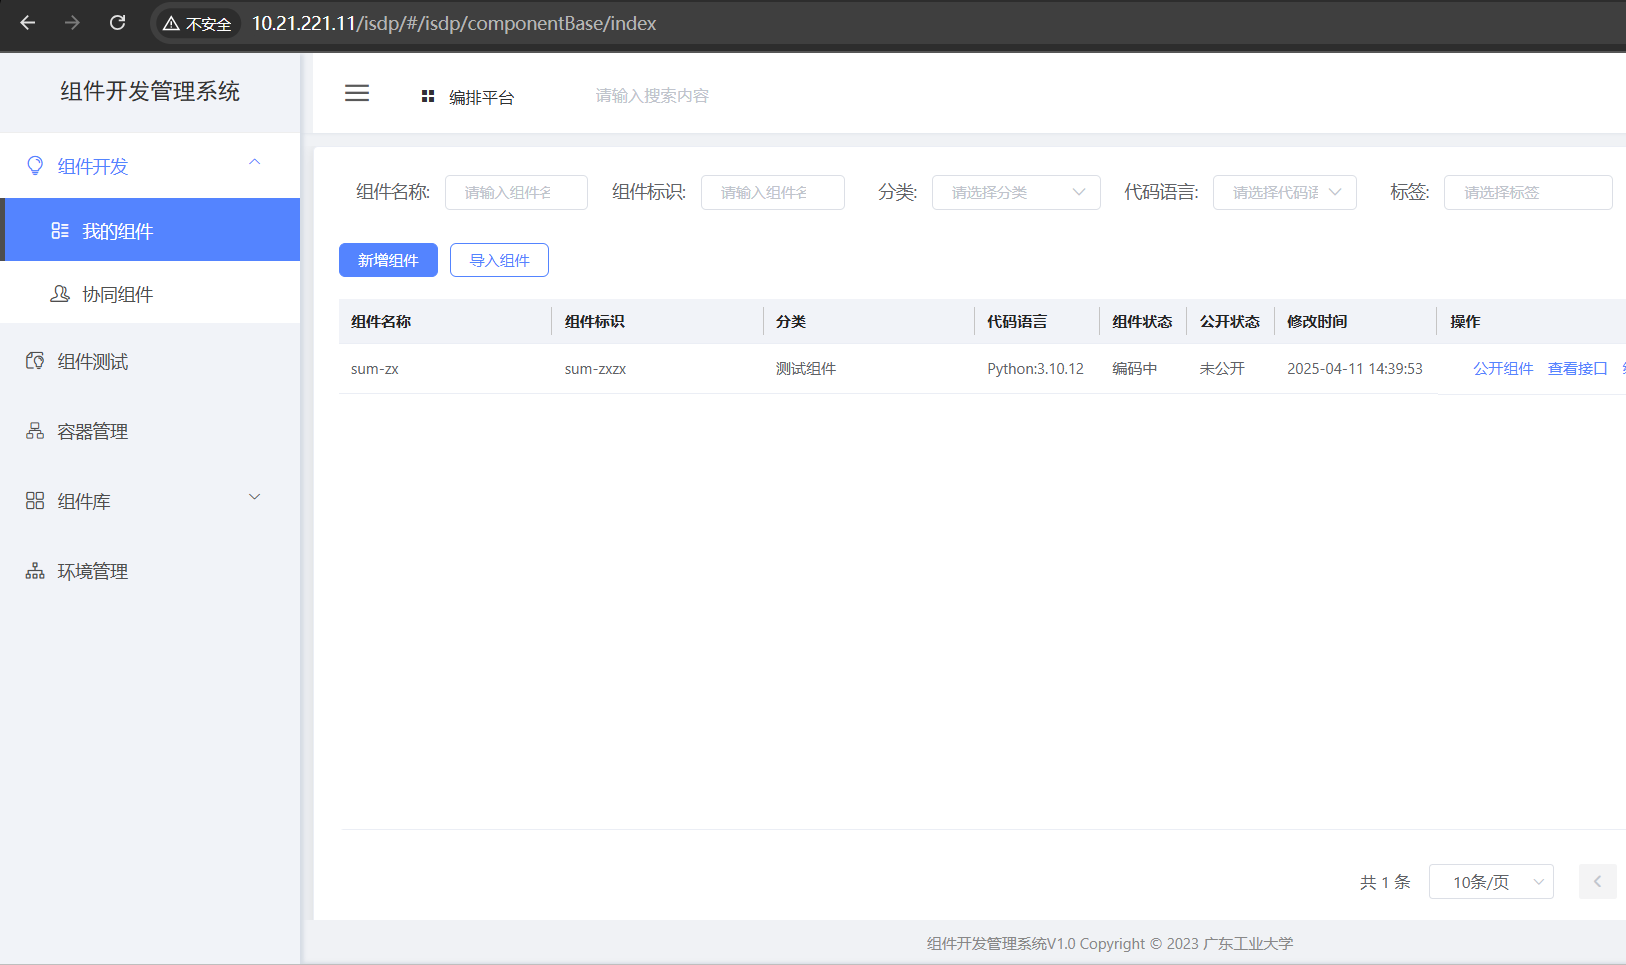 不安全 10.21.221.11/isdp/#/isdp/componentBase/index
组件开发管理系统
编排平台 请输入搜索内容
组件开发
我的组件
协同组件
组件测试
容器管理
组件库
环境管理
组件名称: 请输入组件名 组件标识: 请输入组件名 分类: 请选择分类 代码语言: 请选择代码语 标签: 请选择标签
新增组件 导入组件
组件名称 组件标识 分类 代码语言 组件状态 公开状态 修改时间 操作
sum-zx sum-zxzx 测试组件 Python:3.10.12 编码中 未公开 2025-04-11 14:39:53 公开组件 查看接口
共 1 条 10条/页
组件开发管理系统V1.0 Copyright © 2023 广东工业大学